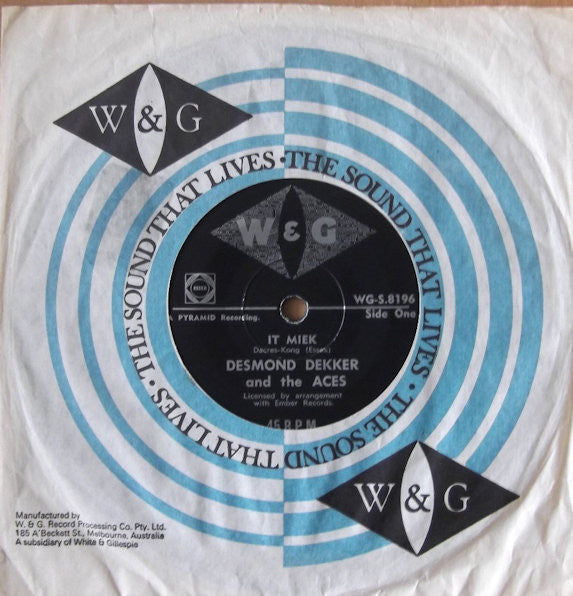 W & G
THE SOUND THAT LIVES · THE SOUND THAT LIVES · THE SOUND THAT LIVES ·
W & G
WG-S.8196
A PYRAMID Recording.
Side One
IT MIEK
Dacres-Kong (Essex)
DESMOND DEKKER
and the ACES
Licensed by arrangement
with Ember Records.
45 R P M
W & G
Manufactured by
W. & G. Record Processing Co. Pty. Ltd.
185 A'Beckett St., Melbourne, Australia
A subsidiary of White & Gillespie